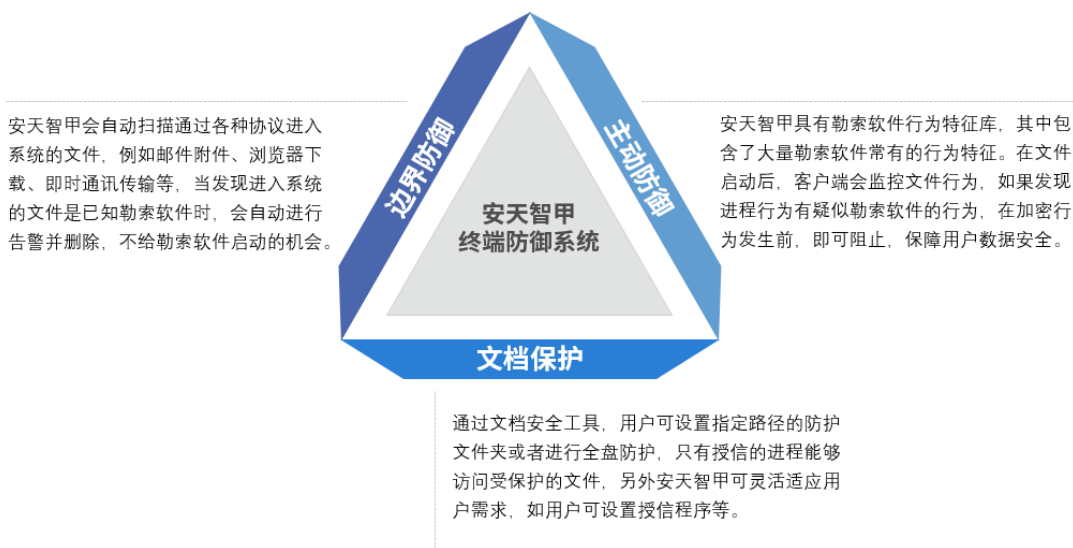 边界防御
安天智甲会自动扫描通过各种协议进入
系统的文件，例如邮件附件、浏览器下
载、即时通讯传输等，当发现进入系统
的文件是已知勒索软件时，会自动进行
告警并删除，不给勒索软件启动的机会。
主动防御
安天智甲具有勒索软件行为特征库，其中包
含了大量勒索软件常有的行为特征。在文件
启动后，客户端会监控文件行为，如果发现
进程行为有疑似勒索软件的行为，在加密行
为发生前，即可阻止，保障用户数据安全。
安天智甲
终端防御系统
文档保护
通过文档安全工具，用户可设置指定路径的防护
文件夹或者进行全盘防护，只有授信的进程能够
访问受保护的文件，另外安天智甲可灵活适应用
户需求，如用户可设置授信程序等。